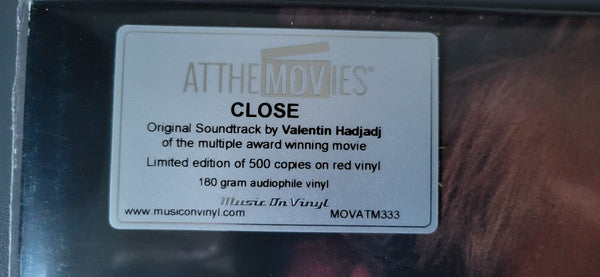 ATTHEMOVIES®
CLOSE
Original Soundtrack by Valentin Hadjadj
of the multiple award winning movie
Limited edition of 500 copies on red vinyl
180 gram audiophile vinyl
Music On Vinyl
www.musiconvinyl.com MOVATM333